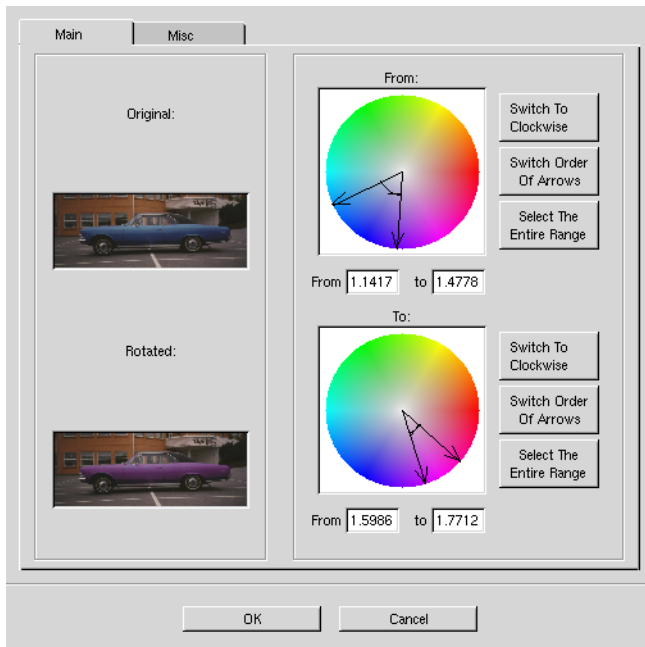 Main
Misc
Original:
Rotated:
From:
Switch To
Clockwise
Switch Order
Of Arrows
Select The
Entire Range
From 1.1417 to 1.4778
To:
Switch To
Clockwise
Switch Order
Of Arrows
Select The
Entire Range
From 1.5986 to 1.7712
OK
Cancel